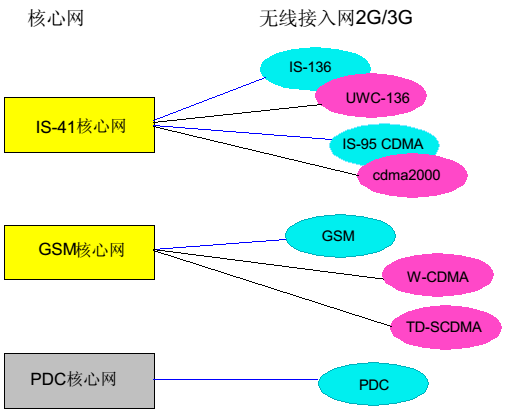 核心网
无线接入网2G/3G
IS-136
UWC-136
IS-41核心网
IS-95 CDMA
cdma2000
GSM
GSM核心网
W-CDMA
TD-SCDMA
PDC核心网
PDC